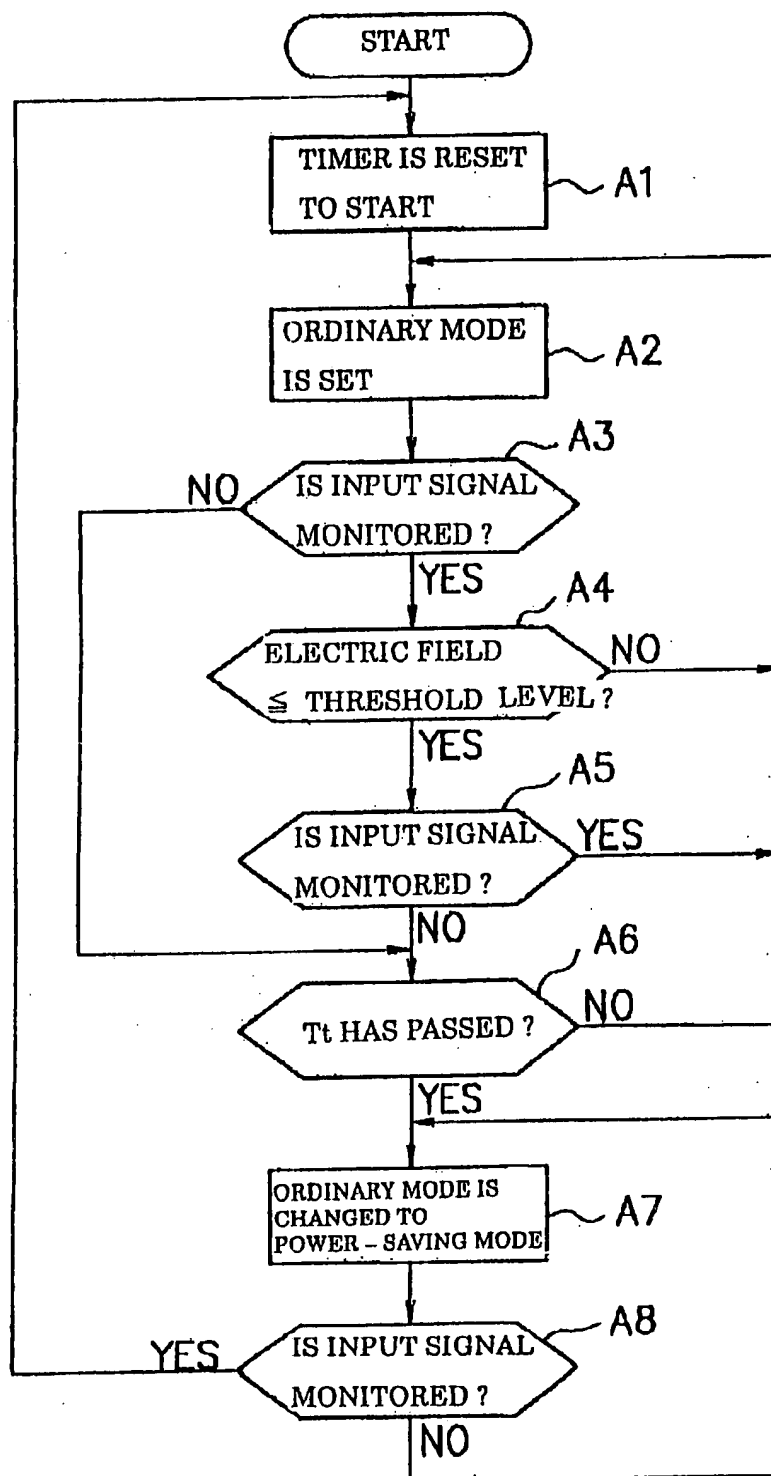 START
TIMER IS RESET
TO START
A1
ORDINARY MODE
IS SET
A2
A3
NO
IS INPUT SIGNAL
MONITORED ?
YES
A4
ELECTRIC FIELD
≦ THRESHOLD LEVEL ?
NO
YES
A5
IS INPUT SIGNAL
MONITORED ?
YES
NO
A6
Tt HAS PASSED ?
NO
YES
ORDINARY MODE IS
CHANGED TO
POWER – SAVING MODE
A7
A8
YES
IS INPUT SIGNAL
MONITORED ?
NO